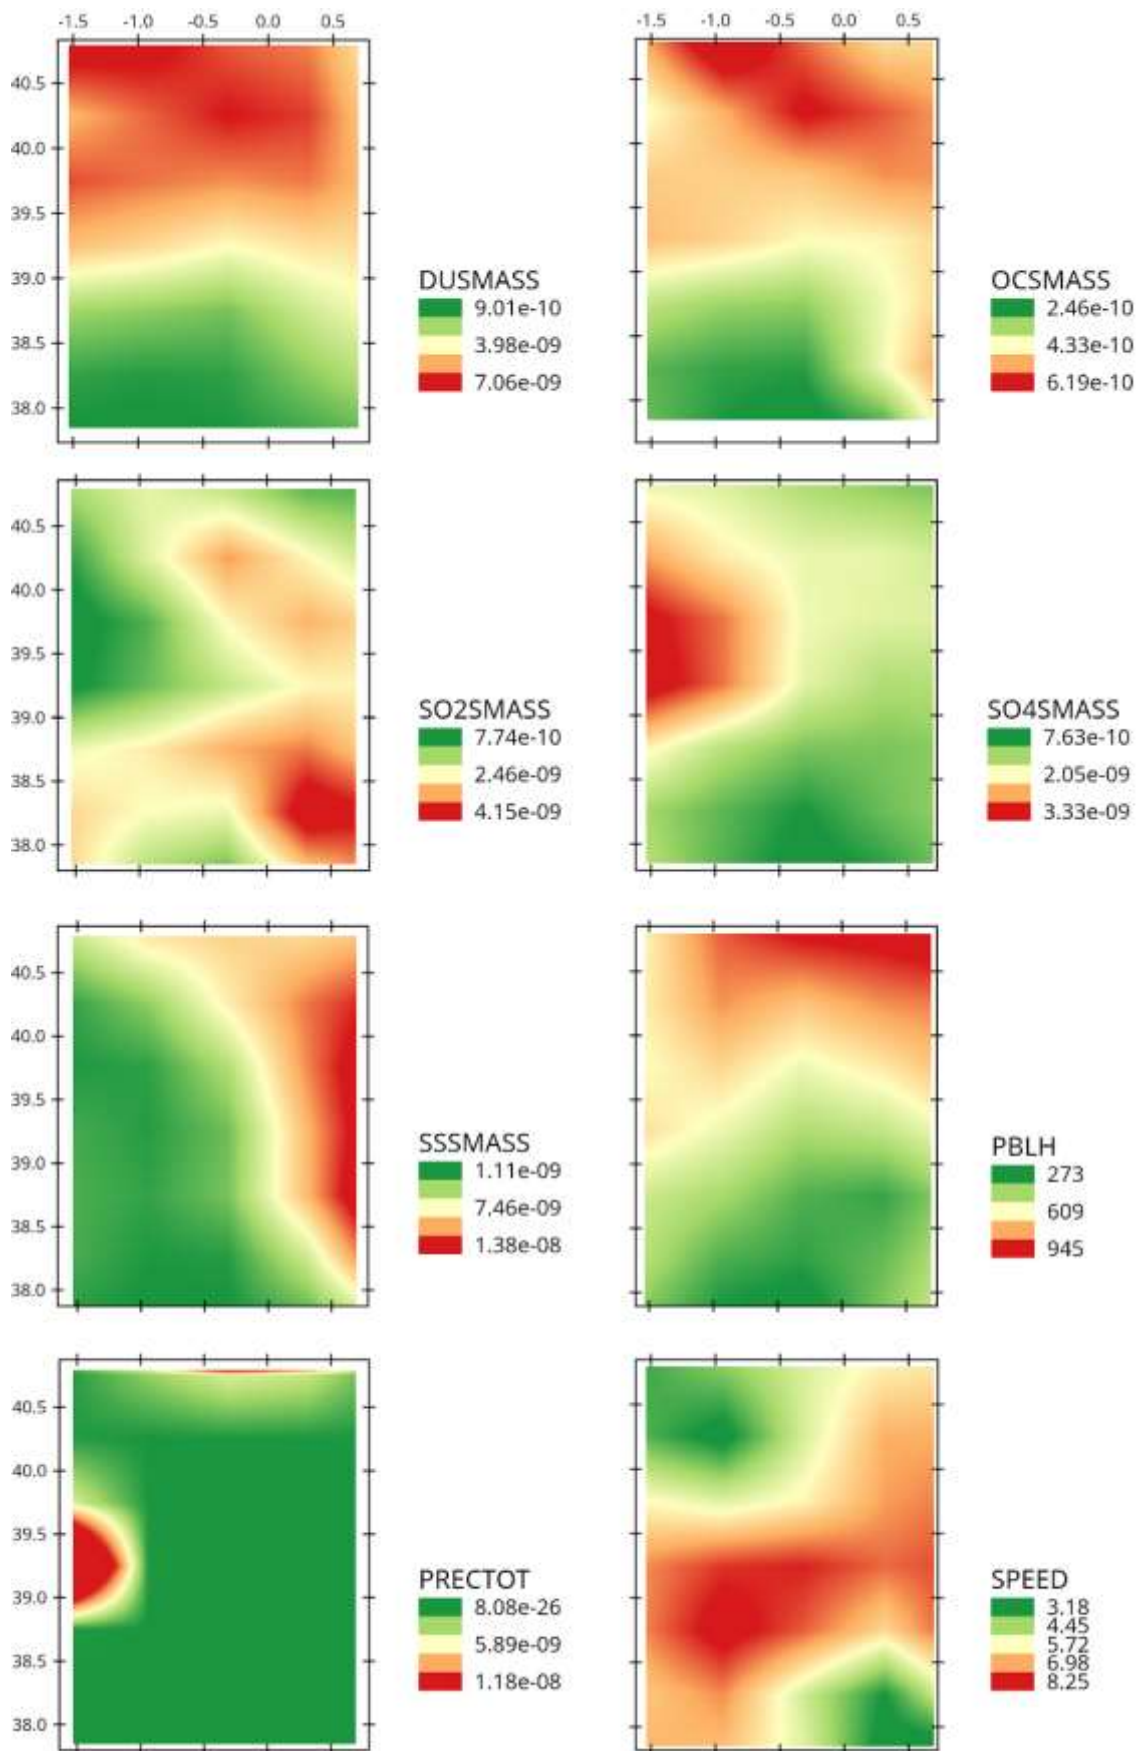 -1.5 -1.0 -0.5 0.0 0.5
-1.5 -1.0 -0.5 0.0 0.5
40.5
40.0
39.5
39.0
38.5
38.0
DUSMASS
9.01e-10
3.98e-09
7.06e-09
OCSMASS
2.46e-10
4.33e-10
6.19e-10
40.5
40.0
39.5
39.0
38.5
38.0
SO2SMASS
7.74e-10
2.46e-09
4.15e-09
SO4SMASS
7.63e-10
2.05e-09
3.33e-09
40.5
40.0
39.5
39.0
38.5
38.0
SSSMASS
1.11e-09
7.46e-09
1.38e-08
PBLH
273
609
945
40.5
40.0
39.5
39.0
38.5
38.0
PRECTOT
8.08e-26
5.89e-09
1.18e-08
SPEED
3.18
4.45
5.72
6.98
8.25